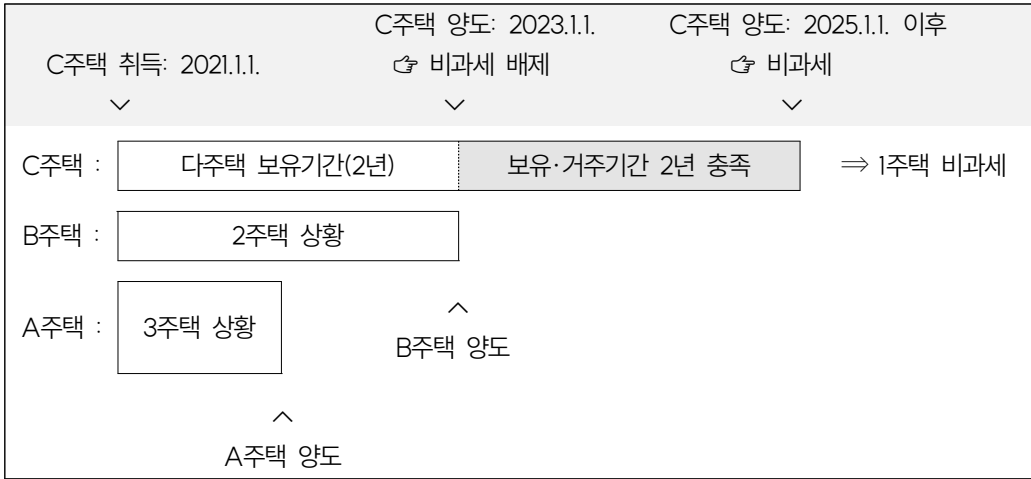 C주택 양도: 2023.1.1. C주택 양도: 2025.1.1. 이후
C주택 취득: 2021.1.1. ☞ 비과세 배제 ☞ 비과세
C주택 : 다주택 보유기간(2년) 보유·거주기간 2년 충족 ⇒ 1주택 비과세
B주택 : 2주택 상황
A주택 : 3주택 상황
B주택 양도
A주택 양도